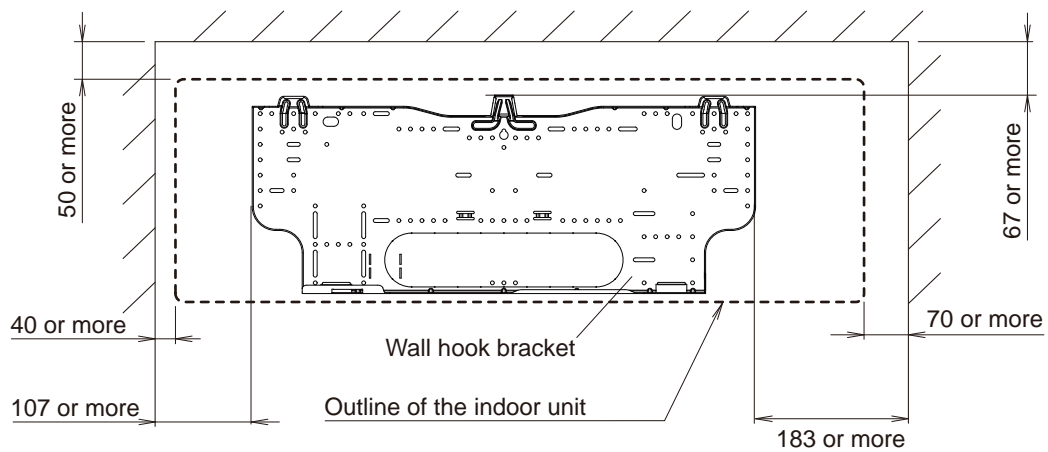 50 or more
67 or more
40 or more
70 or more
Wall hook bracket
107 or more
Outline of the indoor unit
183 or more